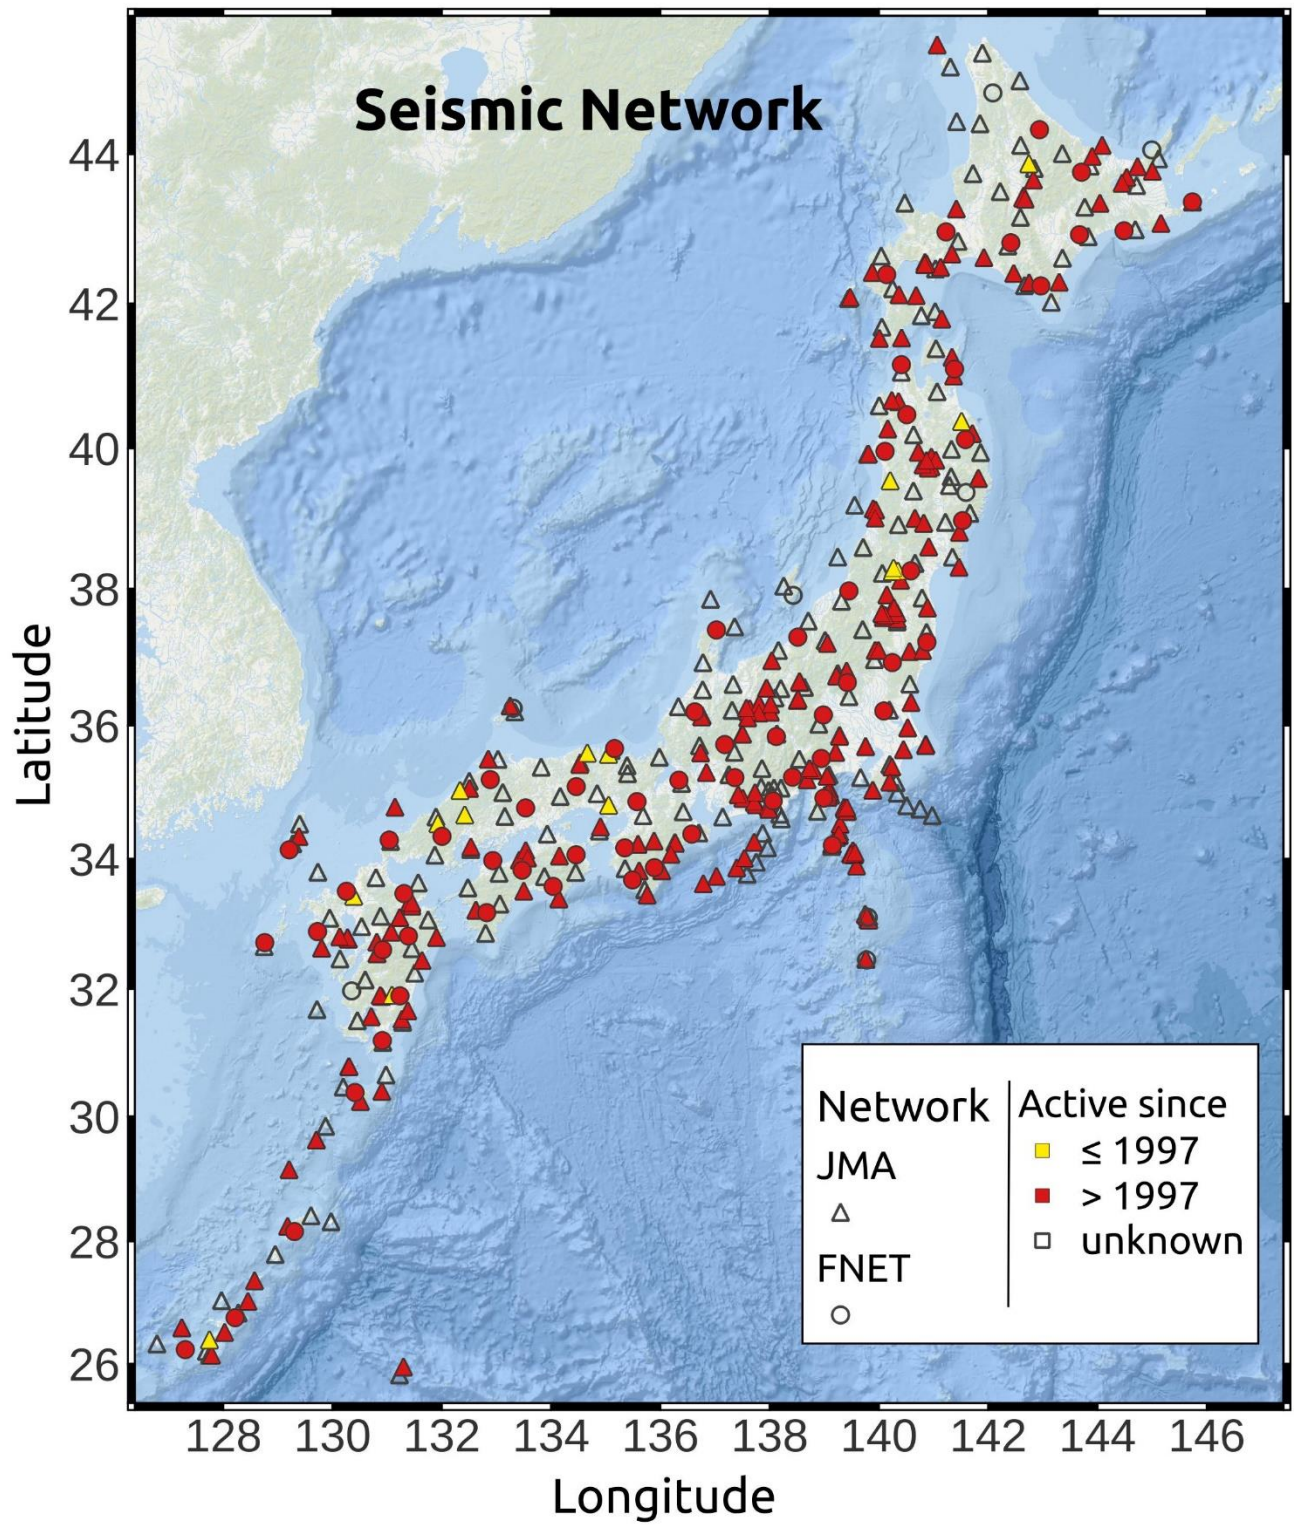 Seismic Network
44
42
40
38
36
34
32
30
28
26
Latitude
128 130 132 134 136 138 140 142 144 146
Longitude
Network
JMA
FNET
Active since
≤ 1997
> 1997
unknown